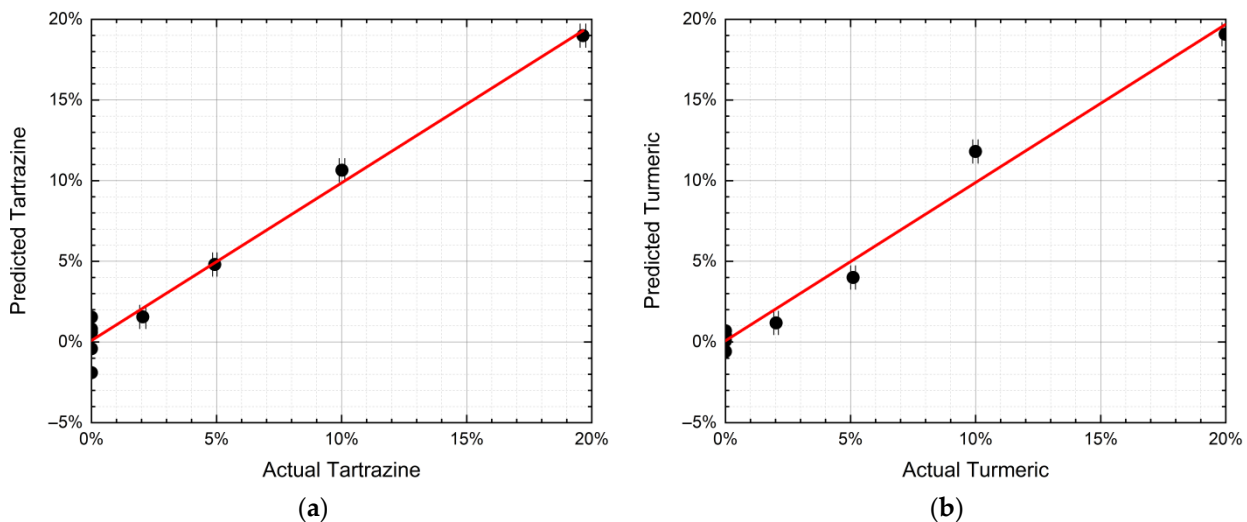 20%
15%
10%
5%
0%
–5%
Predicted Tartrazine
0% 5% 10% 15% 20%
Actual Tartrazine
(a)
20%
15%
10%
5%
0%
–5%
Predicted Turmeric
0% 5% 10% 15% 20%
Actual Turmeric
(b)